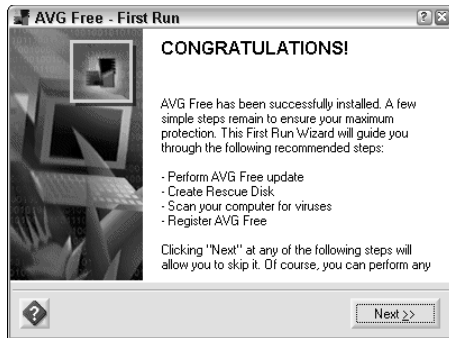 AVG Free - First Run
CONGRATULATIONS!
AVG Free has been successfully installed. A few
simple steps remain to ensure your maximum
protection. This First Run Wizard will guide you
through the following recommended steps:
- Perform AVG Free update
- Create Rescue Disk
- Scan your computer for viruses
- Register AVG Free
Clicking "Next" at any of the following steps will
allow you to skip it. Of course, you can perform any
Next >>